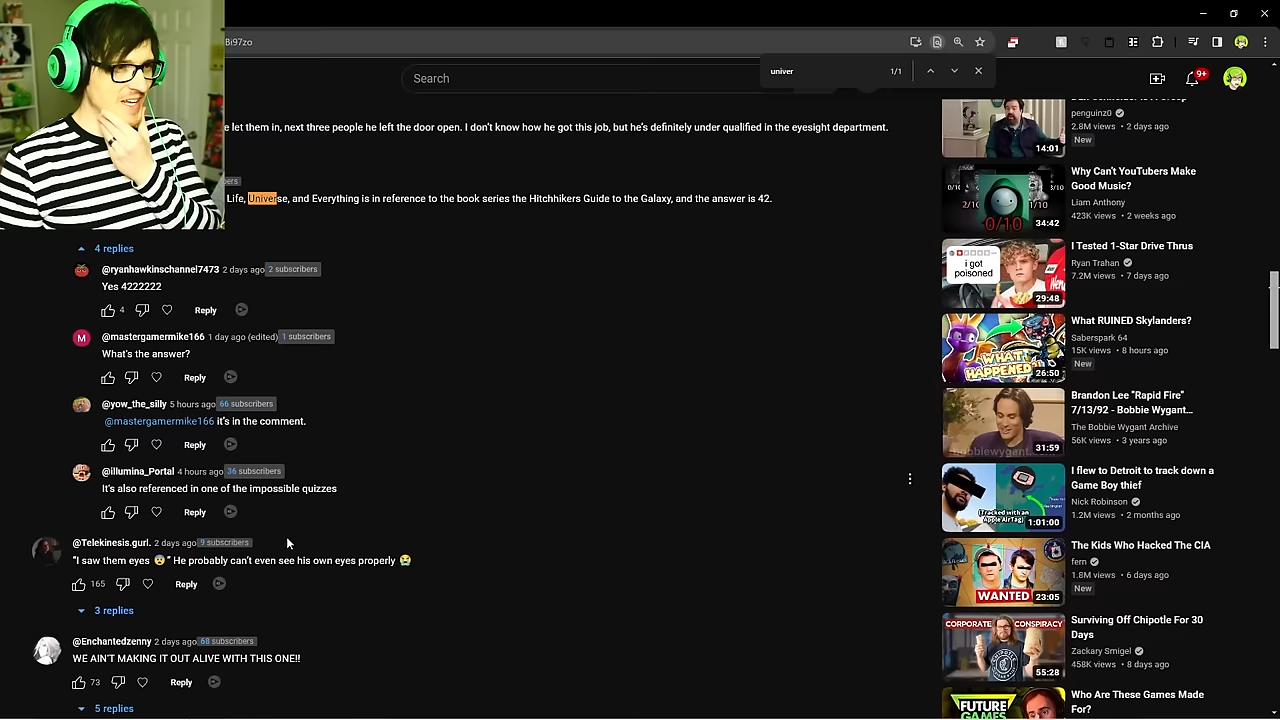 Bi97zo
univer
1/1
Search
9+
e let them in, next three people he left the door open. I don't know how he got this job, but he's definitely under qualified in the eyesight department.
Life, Universe, and Everything is in reference to the book series the Hitchhikers Guide to the Galaxy, and the answer is 42.
4 replies
@ryanhawkinschannel7473 2 days ago 2 subscribers
Yes 4222222
4 Reply
@mastergamermike166 1 day ago (edited) 1 subscribers
What's the answer?
Reply
@yow_the_silly 5 hours ago 66 subscribers
@mastergamermike166 it's in the comment.
Reply
@illumina_Portal 4 hours ago 36 subscribers
It's also referenced in one of the impossible quizzes
Reply
@Telekinesis.gurl. 2 days ago 9 subscribers
"I saw them eyes 😨" He probably can't even see his own eyes properly 😭
165 Reply
3 replies
@Enchantedzenny 2 days ago 68 subscribers
WE AIN'T MAKING IT OUT ALIVE WITH THIS ONE!!
73 Reply
5 replies
penguinz0
2.8M views • 2 days ago
New
14:01
Why Can't YouTubers Make
Good Music?
Liam Anthony
423K views • 2 weeks ago
0/10
34:42
I Tested 1-Star Drive Thrus
Ryan Trahan
7.2M views • 7 days ago
i got
poisoned
29:48
What RUINED Skylanders?
Saberspark 64
15K views • 8 hours ago
New
WHAT
HAPPENED
26:50
Brandon Lee "Rapid Fire"
7/13/92 - Bobbie Wygant...
The Bobbie Wygant Archive
56K views • 3 years ago
bobbiewygant.com
31:59
I flew to Detroit to track down a
Game Boy thief
Nick Robinson
1.2M views • 2 months ago
(Tracked with an
Apple AirTag)
1:01:00
The Kids Who Hacked The CIA
fern
1.8M views • 6 days ago
New
WANTED
23:05
Surviving Off Chipotle For 30
Days
Zackary Smigel
458K views • 8 days ago
CORPORATE CONSPIRACY
55:28
Who Are These Games Made
For?
FUTURE
GAMES